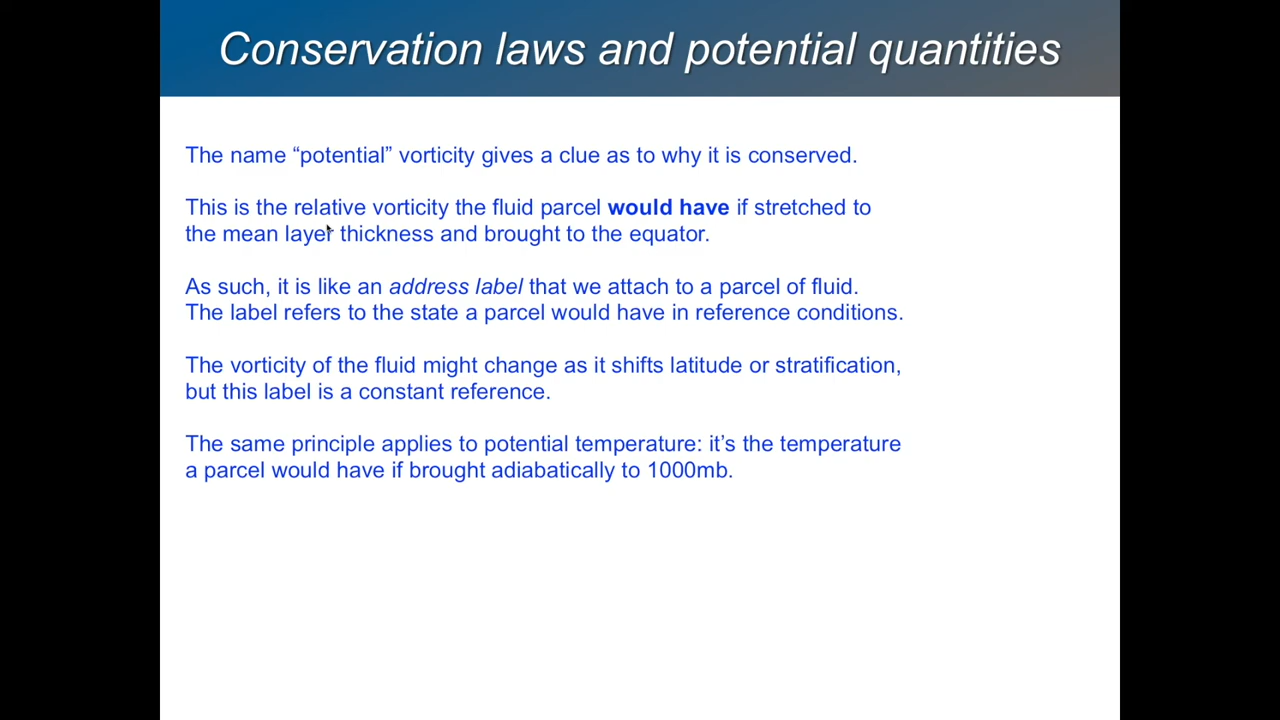 Conservation laws and potential quantities
The name “potential” vorticity gives a clue as to why it is conserved.
This is the relative vorticity the fluid parcel would have if stretched to
the mean layer thickness and brought to the equator.
As such, it is like an address label that we attach to a parcel of fluid.
The label refers to the state a parcel would have in reference conditions.
The vorticity of the fluid might change as it shifts latitude or stratification,
but this label is a constant reference.
The same principle applies to potential temperature: it’s the temperature
a parcel would have if brought adiabatically to 1000mb.